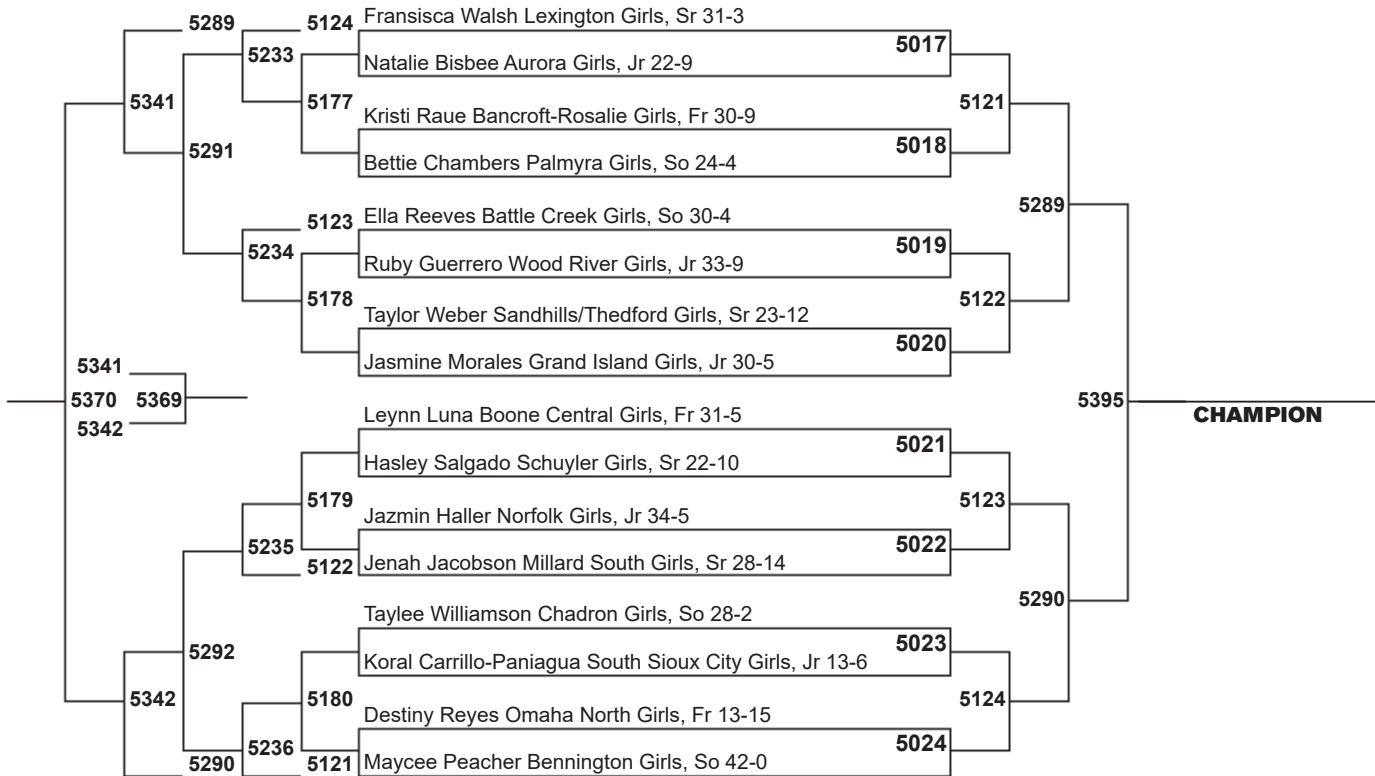 5289 5124 Fransisca Walsh Lexington Girls, Sr 31-3
5017
5233
Natalie Bisbee Aurora Girls, Jr 22-9
5341 5177 5121
Kristi Raue Bancroft-Rosalie Girls, Fr 30-9
5018
5291
Bettie Chambers Palmyra Girls, So 24-4
5289
5123 Ella Reeves Battle Creek Girls, So 30-4
5019
5234
Ruby Guerrero Wood River Girls, Jr 33-9
5178 5122
Taylor Weber Sandhills/Thedford Girls, Sr 23-12
5020
Jasmine Morales Grand Island Girls, Jr 30-5
5341
5370 5369 5395
CHAMPION
5342
Leynn Luna Boone Central Girls, Fr 31-5
5021
Hasley Salgado Schuyler Girls, Sr 22-10
5179 5123
Jazmin Haller Norfolk Girls, Jr 34-5
5022
5235
5122 Jenah Jacobson Millard South Girls, Sr 28-14
5290
Taylee Williamson Chadron Girls, So 28-2
5023
5292
Koral Carrillo-Paniagua South Sioux City Girls, Jr 13-6
5342 5180 5124
Destiny Reyes Omaha North Girls, Fr 13-15
5024
5236
5290 5121 Maycee Peacher Bennington Girls, So 42-0